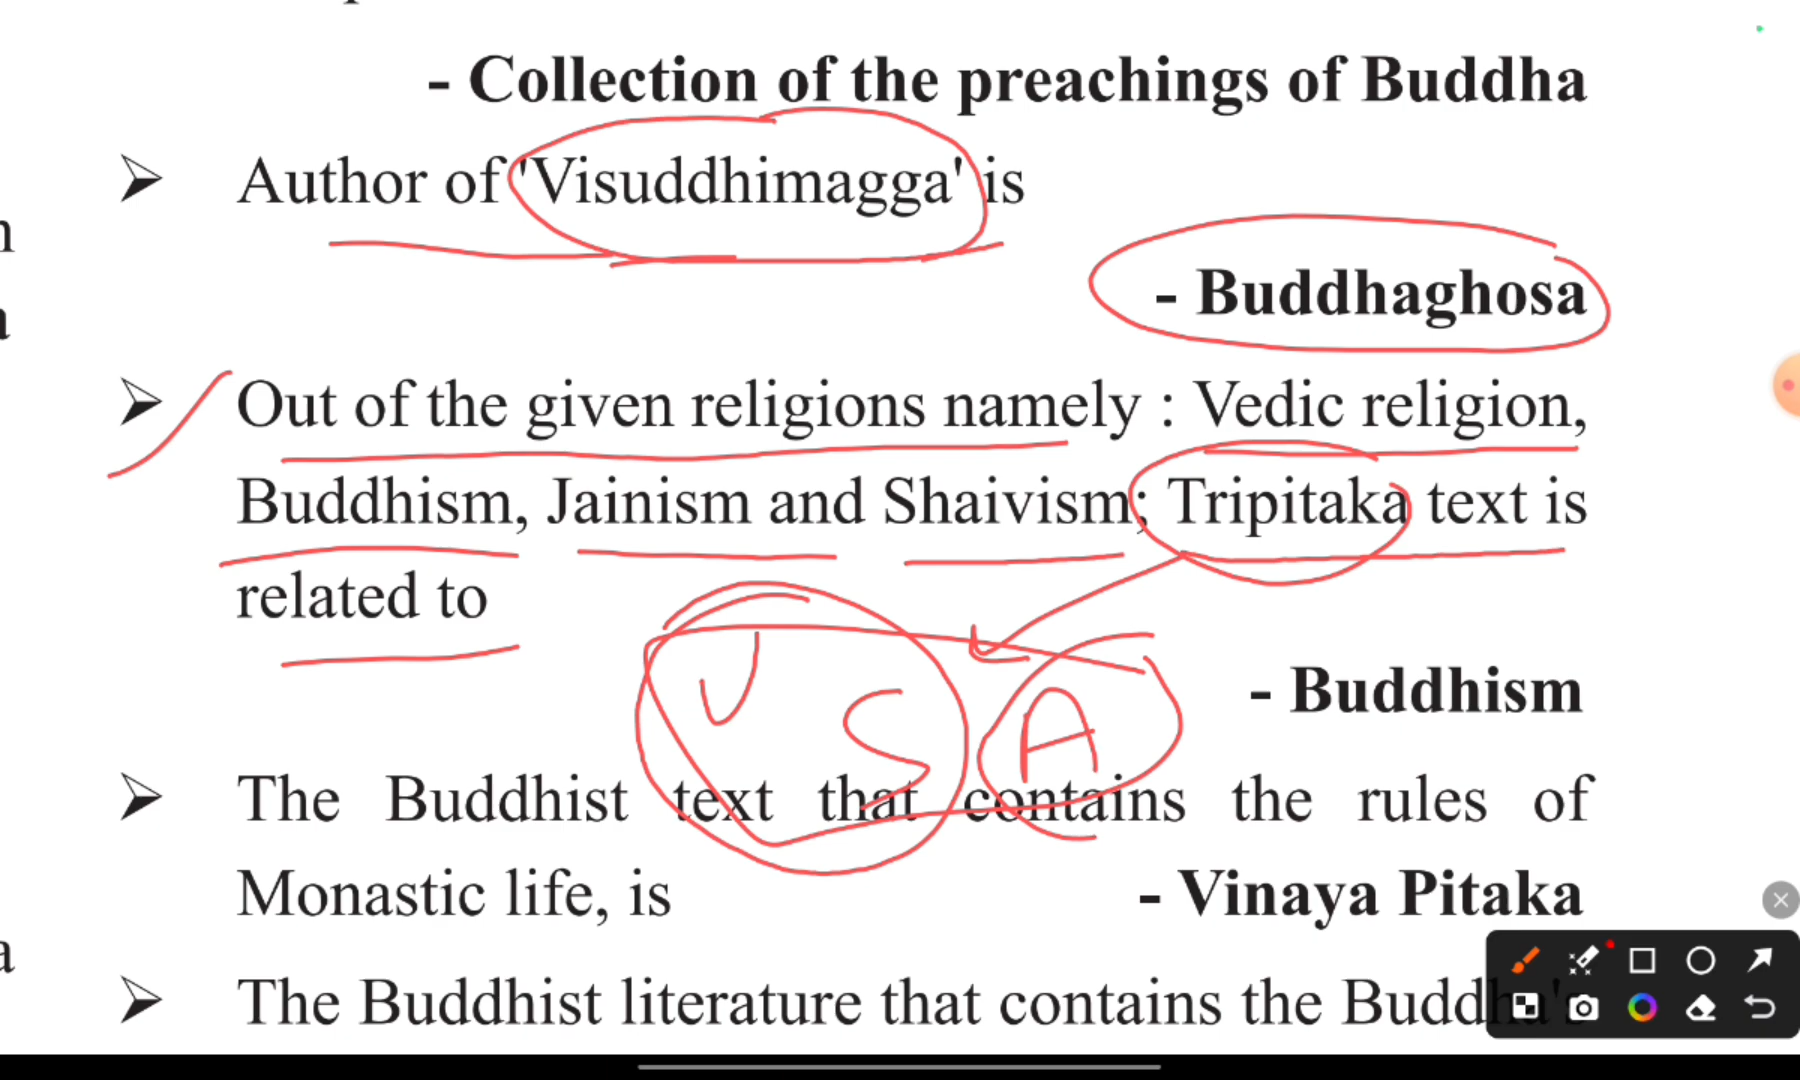 - Collection of the preachings of Buddha
➢ Author of 'Visuddhimagga' is
- Buddhaghosa
➢ Out of the given religions namely : Vedic religion,
Buddhism, Jainism and Shaivism; Tripitaka text is
related to
V S A
- Buddhism
➢ The Buddhist text that contains the rules of
Monastic life, is - Vinaya Pitaka
➢ The Buddhist literature that contains the Buddha's